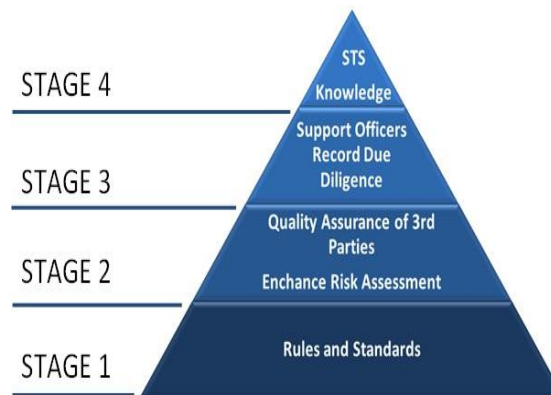 STAGE 4
STS
Knowledge
STAGE 3
Support Officers
Record Due
Diligence
STAGE 2
Quality Assurance of 3rd
Parties
Enchance Risk Assessment
STAGE 1
Rules and Standards